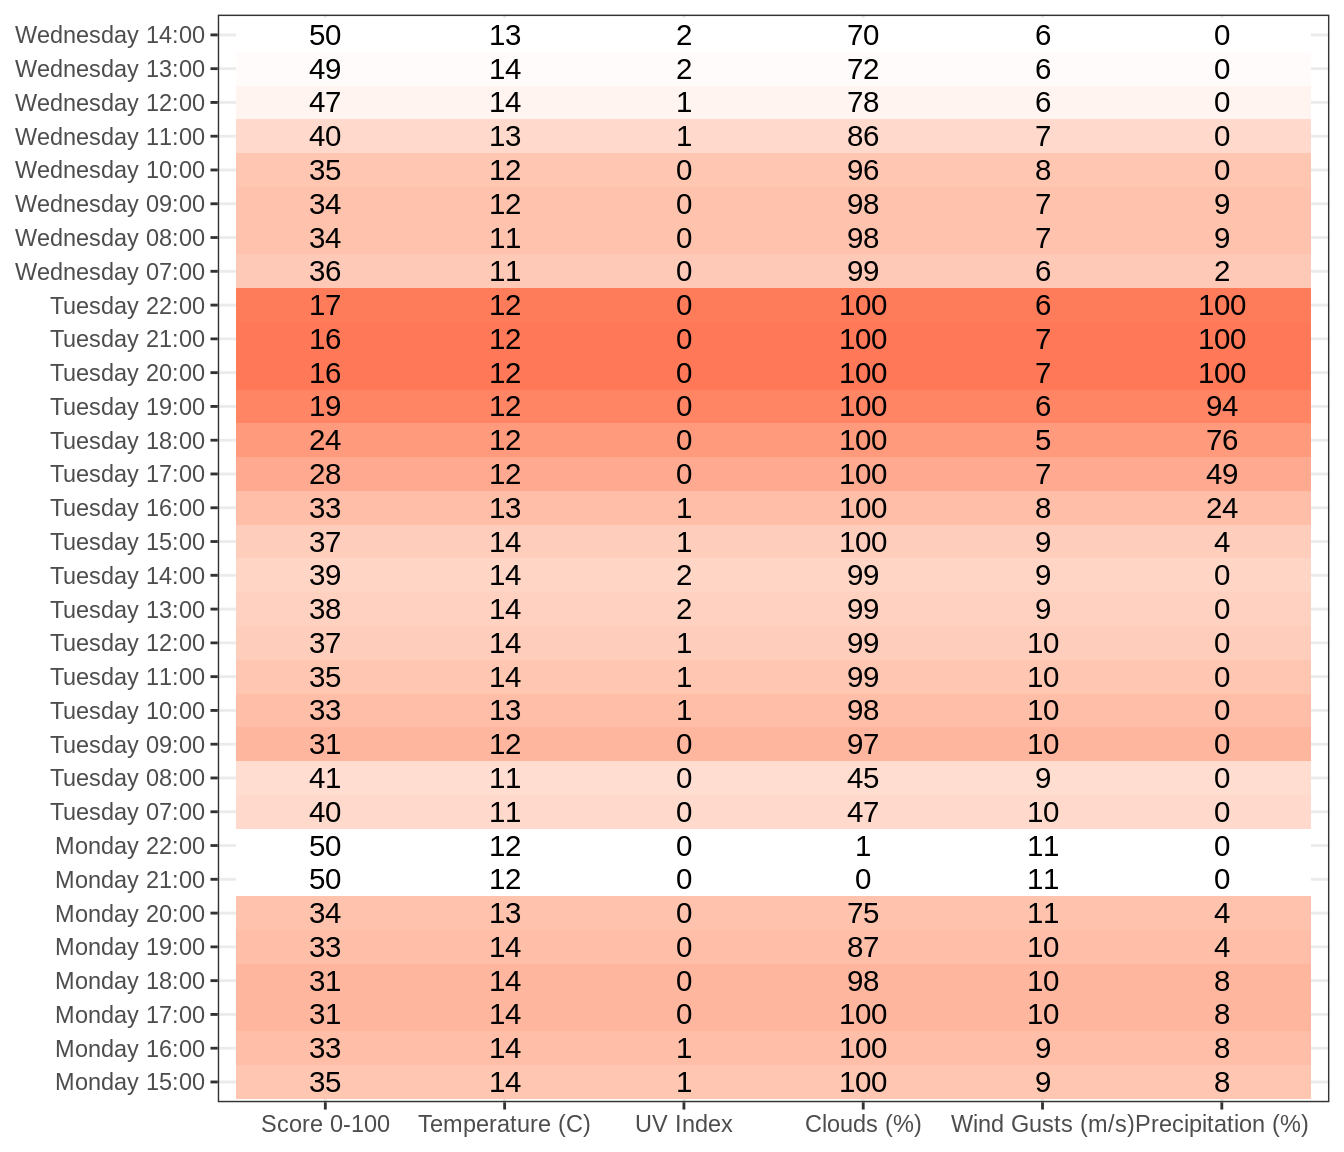 Wednesday 14:00 50 13 2 70 6 0
Wednesday 13:00 49 14 2 72 6 0
Wednesday 12:00 47 14 1 78 6 0
Wednesday 11:00 40 13 1 86 7 0
Wednesday 10:00 35 12 0 96 8 0
Wednesday 09:00 34 12 0 98 7 9
Wednesday 08:00 34 11 0 98 7 9
Wednesday 07:00 36 11 0 99 6 2
Tuesday 22:00 17 12 0 100 6 100
Tuesday 21:00 16 12 0 100 7 100
Tuesday 20:00 16 12 0 100 7 100
Tuesday 19:00 19 12 0 100 6 94
Tuesday 18:00 24 12 0 100 5 76
Tuesday 17:00 28 12 0 100 7 49
Tuesday 16:00 33 13 1 100 8 24
Tuesday 15:00 37 14 1 100 9 4
Tuesday 14:00 39 14 2 99 9 0
Tuesday 13:00 38 14 2 99 9 0
Tuesday 12:00 37 14 1 99 10 0
Tuesday 11:00 35 14 1 99 10 0
Tuesday 10:00 33 13 1 98 10 0
Tuesday 09:00 31 12 0 97 10 0
Tuesday 08:00 41 11 0 45 9 0
Tuesday 07:00 40 11 0 47 10 0
Monday 22:00 50 12 0 1 11 0
Monday 21:00 50 12 0 0 11 0
Monday 20:00 34 13 0 75 11 4
Monday 19:00 33 14 0 87 10 4
Monday 18:00 31 14 0 98 10 8
Monday 17:00 31 14 0 100 10 8
Monday 16:00 33 14 1 100 9 8
Monday 15:00 35 14 1 100 9 8
Score 0-100 Temperature (C) UV Index Clouds (%) Wind Gusts (m/s) Precipitation (%)